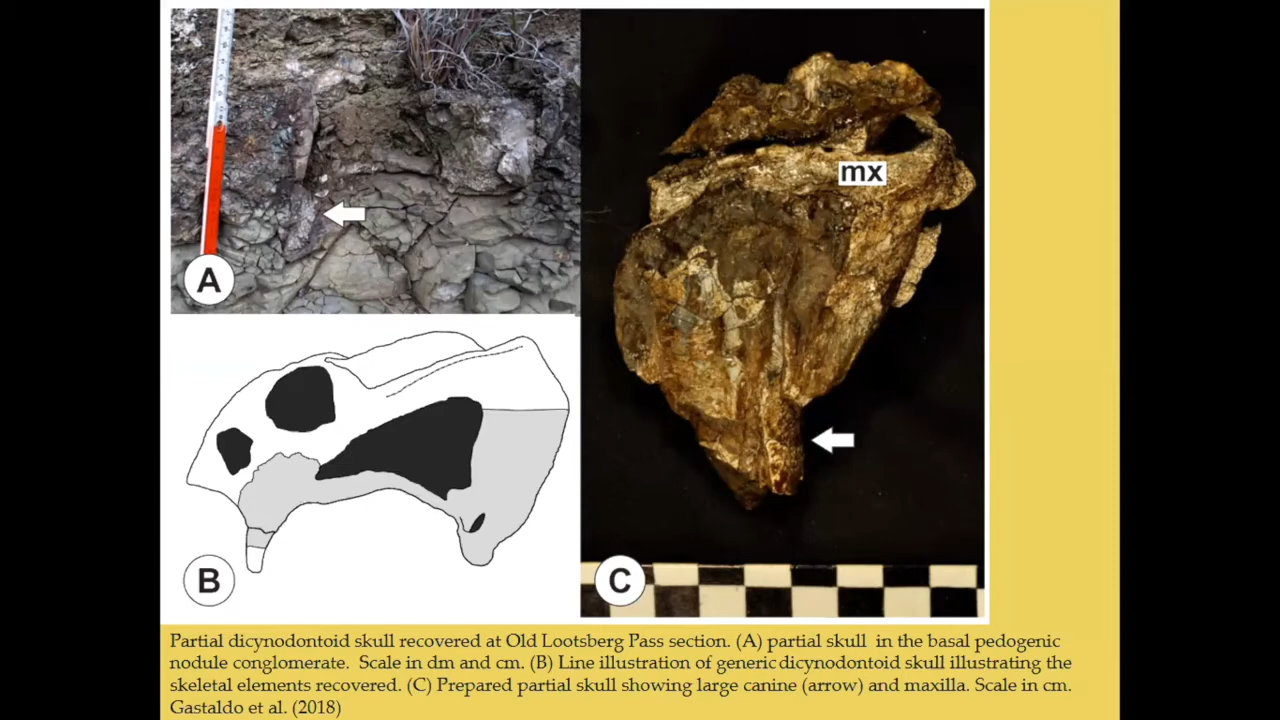 mx
A
B
C
Partial dicynodontoid skull recovered at Old Lootsberg Pass section. (A) partial skull in the basal pedogenic
nodule conglomerate. Scale in dm and cm. (B) Line illustration of generic dicynodontoid skull illustrating the
skeletal elements recovered. (C) Prepared partial skull showing large canine (arrow) and maxilla. Scale in cm.
Gastaldo et al. (2018)